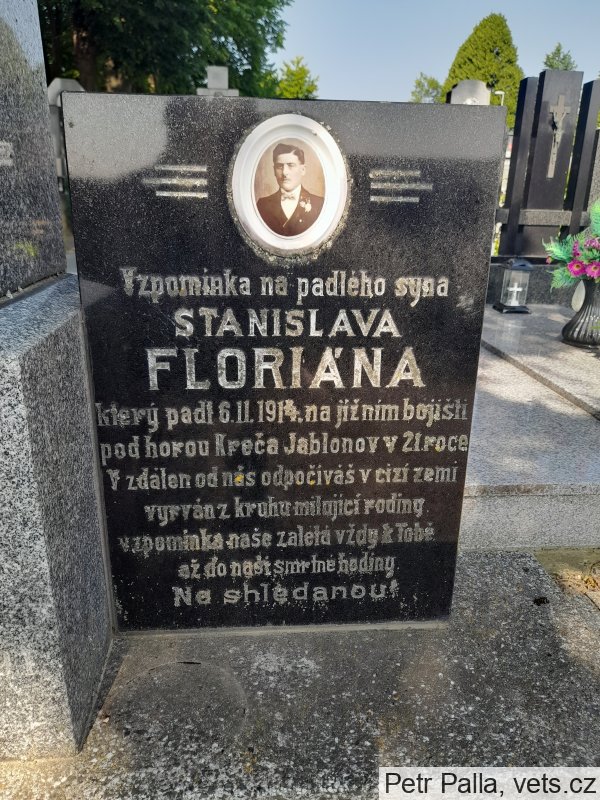 Vzpomínka na padlého syna
STANISLAVA
FLORIÁNA
který padl 6.11.1914. na jižním bojišti
pod horou Kreča Jablonov v 21.roce
V zdálen od nás odpočíváš v cizí zemi
vyrván z kruhu milující rodiny
vzpomínka naše zaletá vždy k Tobě
až do naší smrtné hodiny
Na shledanou!
Petr Palla, vets.cz